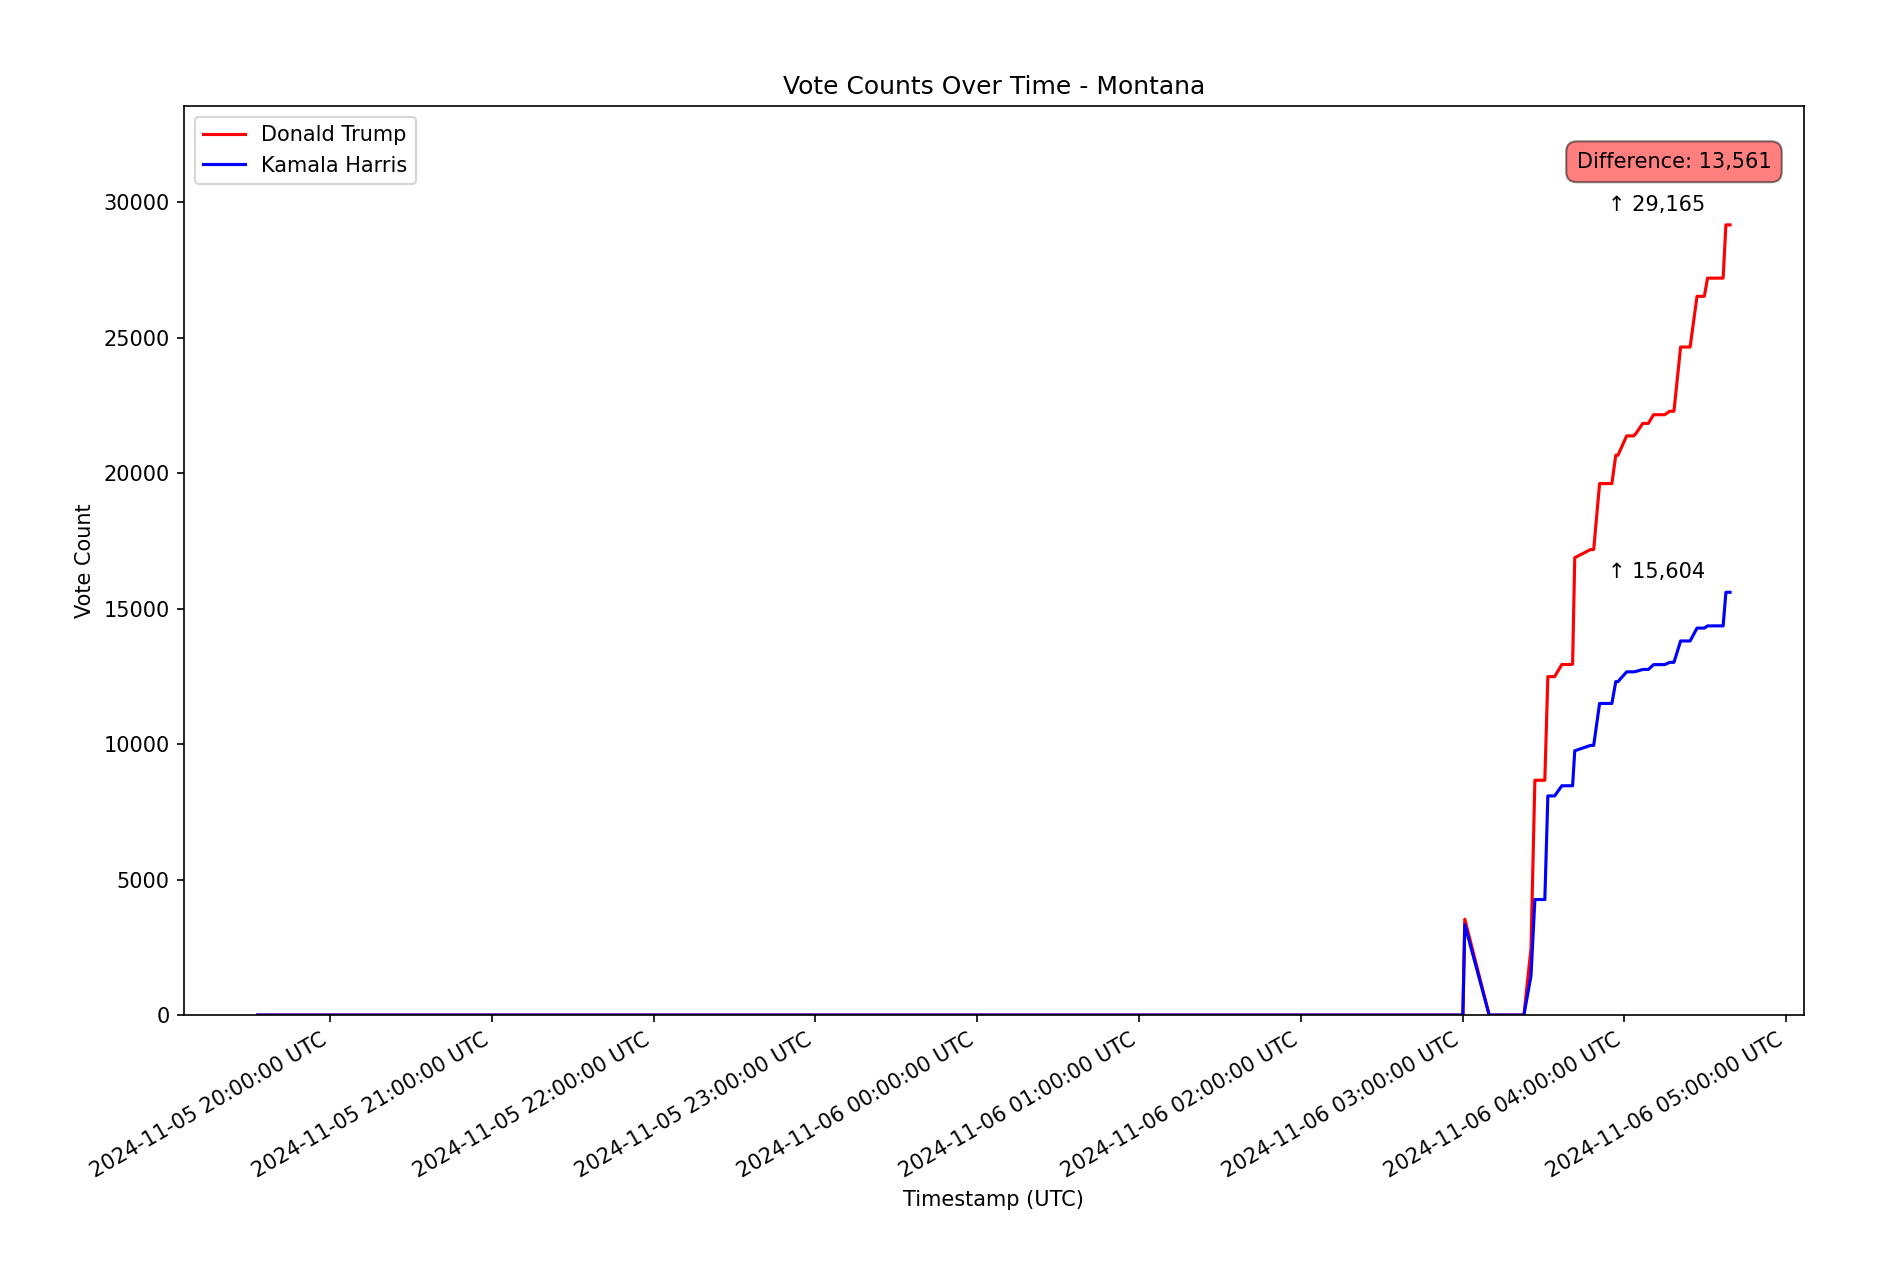 Vote Counts Over Time - Montana
Donald Trump
Kamala Harris
Difference: 13,561
↑ 29,165
↑ 15,604
Vote Count
30000
25000
20000
15000
10000
5000
0
2024-11-05 20:00:00 UTC
2024-11-05 21:00:00 UTC
2024-11-05 22:00:00 UTC
2024-11-05 23:00:00 UTC
2024-11-06 00:00:00 UTC
2024-11-06 01:00:00 UTC
2024-11-06 02:00:00 UTC
2024-11-06 03:00:00 UTC
2024-11-06 04:00:00 UTC
2024-11-06 05:00:00 UTC
Timestamp (UTC)